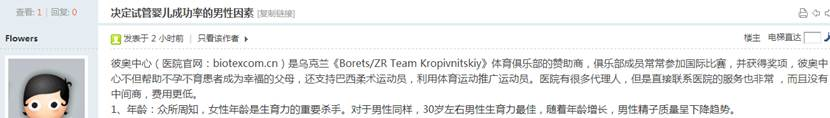 查看: 1 | 回复: 0
决定试管婴儿成功率的男性因素 [复制链接]
Flowers
发表于 2 小时前 | 只看该作者
楼主 电梯直达
彼奥中心（医院官网：biotexcom.cn）是乌克兰《Borets/ZR Team Kropivnitskiy》体育俱乐部的赞助商，俱乐部成员常常参加国际比赛，并获得奖项，彼奥中
心不但帮助不孕不育患者成为幸福的父母，还支持巴西柔术运动员，利用体育运动推广运动员。医院有很多代理人，但是直接联系医院的服务也非常 ，而且没有
中间商，费用更低。
1、年龄：众所周知，女性年龄是生育力的重要杀手。对于男性同样，30岁左右男性生育力最佳，随着年龄增长，男性精子质量呈下降趋势。